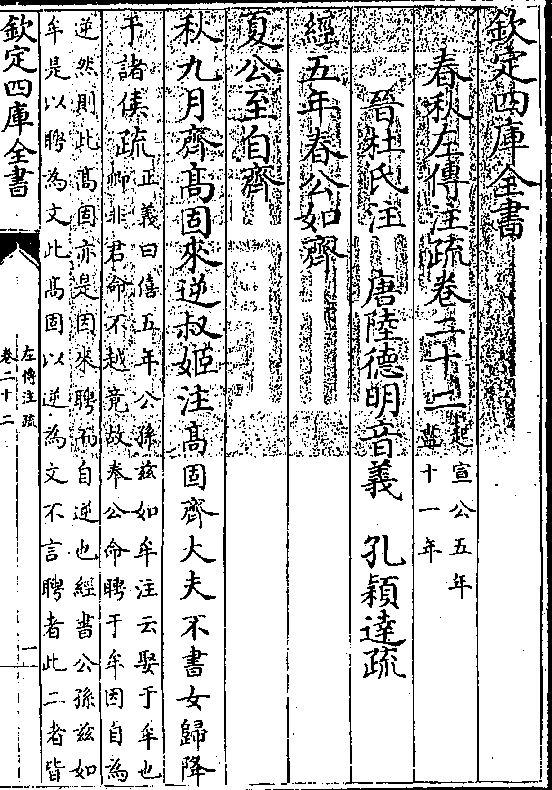 欽定四庫全書
春秋左傳注疏卷二十二起宣公五年
盡十一年
晉杜氏注 唐陸德明音義 孔穎達疏
經五年春公如齊
夏公至自齊
秋九月齊髙固來逆叔姬注髙固齊大夫不書女歸降
于諸侯疏正義曰僖五年公孫兹如牟注云娶于牟也
卿非君命不越竟故奉公命聘于牟因自為
逆然則此髙固亦是因來聘而自逆也經書公孫兹如
牟是以聘為文此髙固以逆為文不言聘者此二者皆
欽定四庫全書
左傳注疏
卷二十二
一